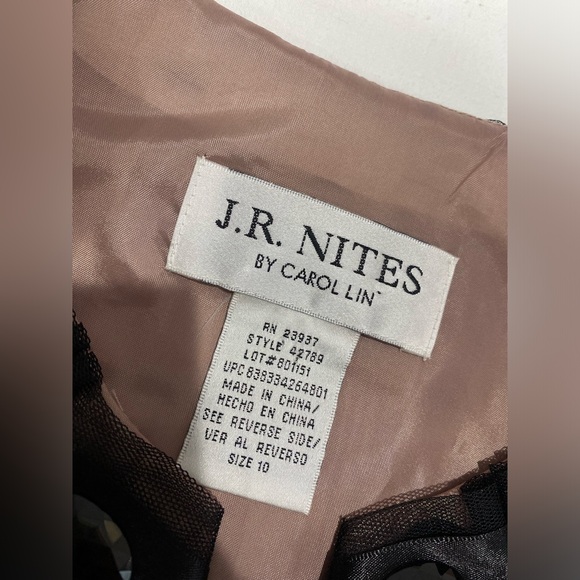 J.R. NITES
BY CAROL LIN™
RN 23937
STYLE 42789
LOT# 801151
UPC 838334264801
MADE IN CHINA/
HECHO EN CHINA
SEE REVERSE SIDE/
VER AL REVERSO
SIZE 10